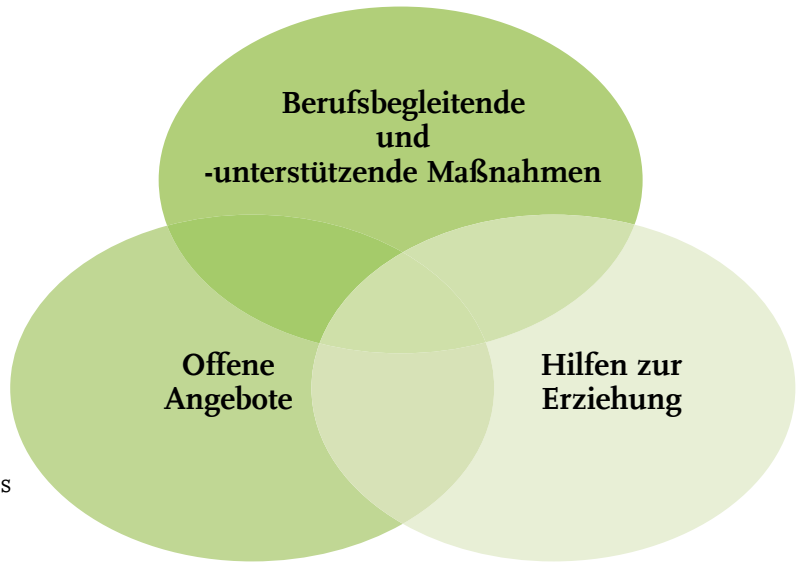 Berufsbegleitende
und
-unterstützende Maßnahmen
Offene
Angebote
Hilfen zur
Erziehung
s